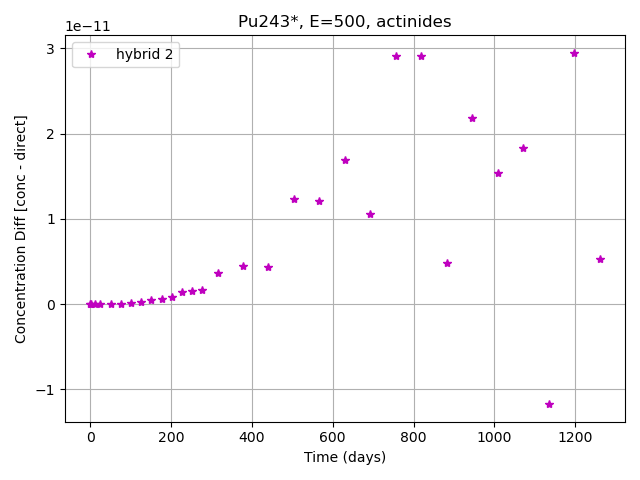 Pu243*, E=500, actinides
1e−11
hybrid 2
3
2
1
0
−1
Concentration Diff [conc - direct]
0 200 400 600 800 1000 1200
Time (days)